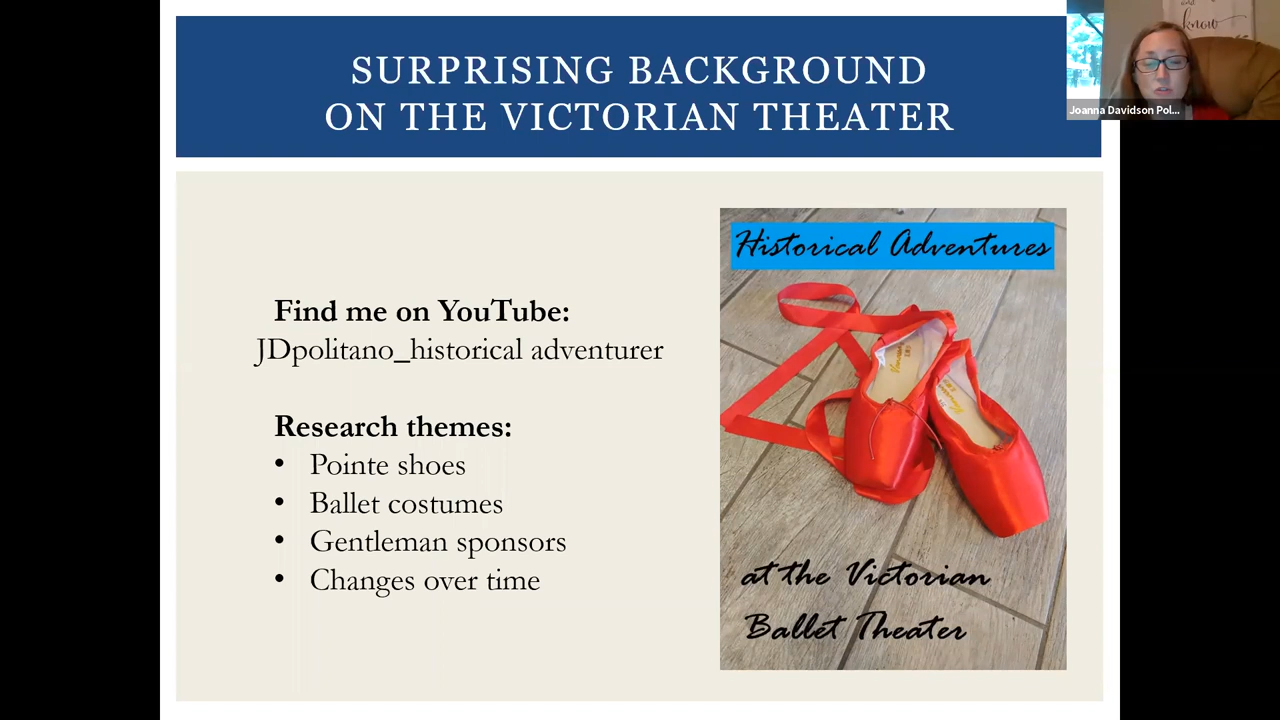 SURPRISING BACKGROUND
ON THE VICTORIAN THEATER
know
Joanna Davidson Pol...
Historical Adventures
Find me on YouTube:
JDpolitano_historical adventurer
Research themes:
• Pointe shoes
• Ballet costumes
• Gentleman sponsors
• Changes over time
at the Victorian
Ballet Theater